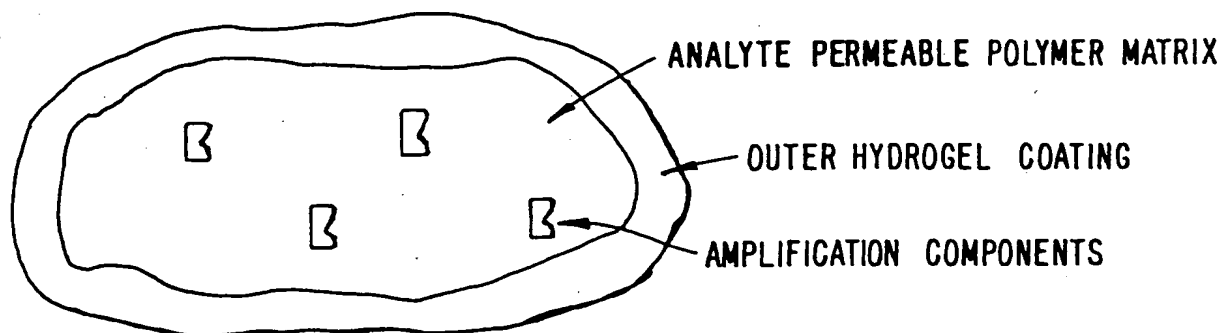 ANALYTE PERMEABLE POLYMER MATRIX
OUTER HYDROGEL COATING
AMPLIFICATION COMPONENTS